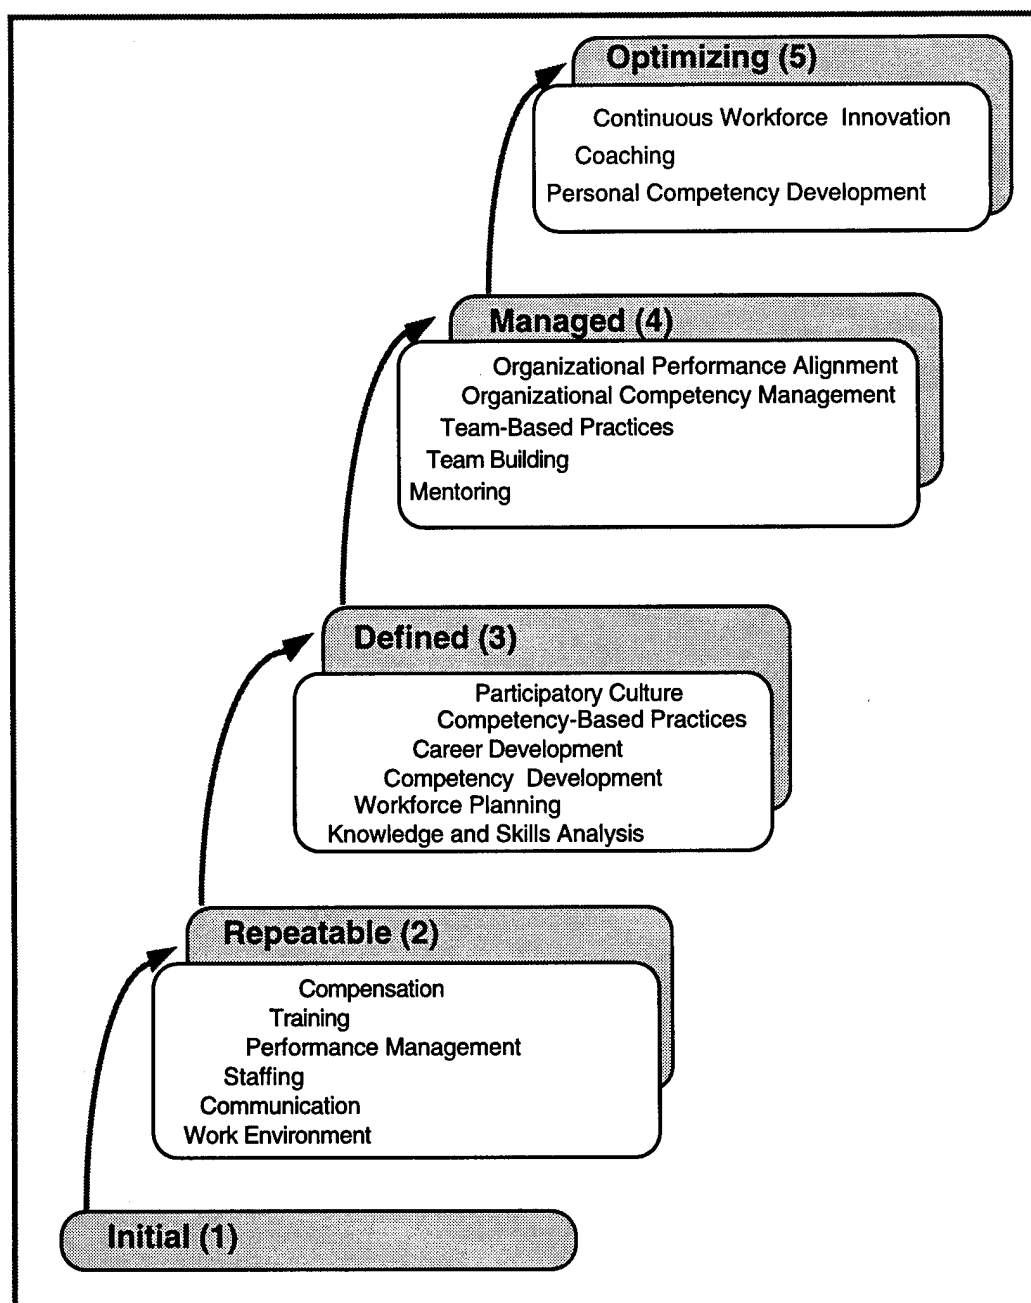 Optimizing (5)
Continuous Workforce Innovation
Coaching
Personal Competency Development
Managed (4)
Organizational Performance Alignment
Organizational Competency Management
Team-Based Practices
Team Building
Mentoring
Defined (3)
Participatory Culture
Competency-Based Practices
Career Development
Competency Development
Workforce Planning
Knowledge and Skills Analysis
Repeatable (2)
Compensation
Training
Performance Management
Staffing
Communication
Work Environment
Initial (1)